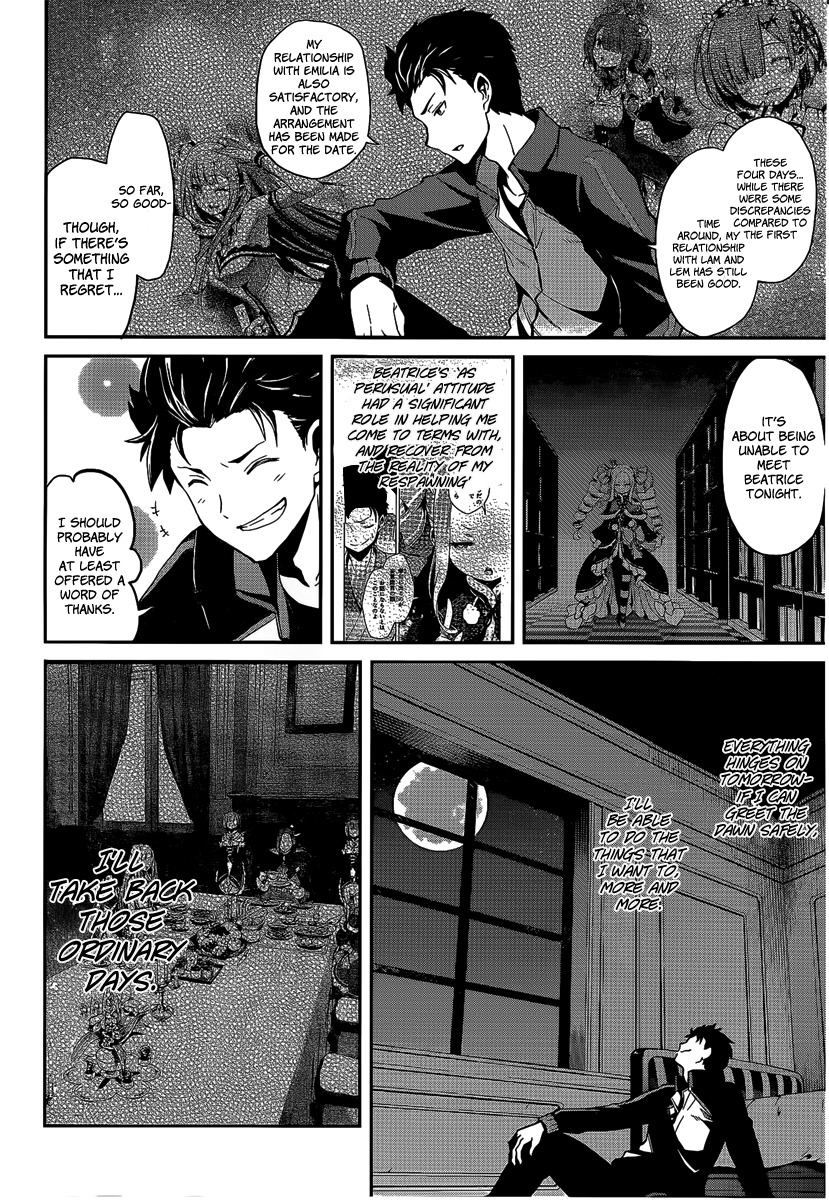 THESE
FOUR DAYS...
WHILE THERE
WERE SOME
DISCREPANCIES
COMPARED TO
THE FIRST
TIME
AROUND, MY
RELATIONSHIP
WITH LAM AND
LEM HAS STILL
BEEN GOOD.
MY
RELATIONSHIP
WITH EMILIA IS
ALSO
SATISFACTORY,
AND THE
ARRANGEMENT
HAS BEEN MADE
FOR THE DATE.
SO FAR,
SO GOOD-
THOUGH,
IF THERE'S
SOMETHING
THAT I
REGRET...
IT'S
ABOUT BEING
UNABLE TO
MEET
BEATRICE
TONIGHT.
BEATRICE'S 'AS
PERUSUAL' ATTITUDE
HAD A SIGNIFICANT
ROLE IN HELPING ME
COME TO TERMS WITH,
AND RECOVER FROM
THE REALITY OF MY
RESPAWNING'
I SHOULD
PROBABLY
HAVE
AT LEAST
OFFERED A
WORD OF
THANKS.
EVERYTHING
HINGES ON
TOMORROW-
IF I CAN
GREET THE
DAWN SAFELY,
I'LL
BE ABLE
TO DO THE
THINGS THAT
I WANT TO,
MORE AND
MORE.
I'LL
TAKE BACK
THOSE
ORDINARY
DAYS.